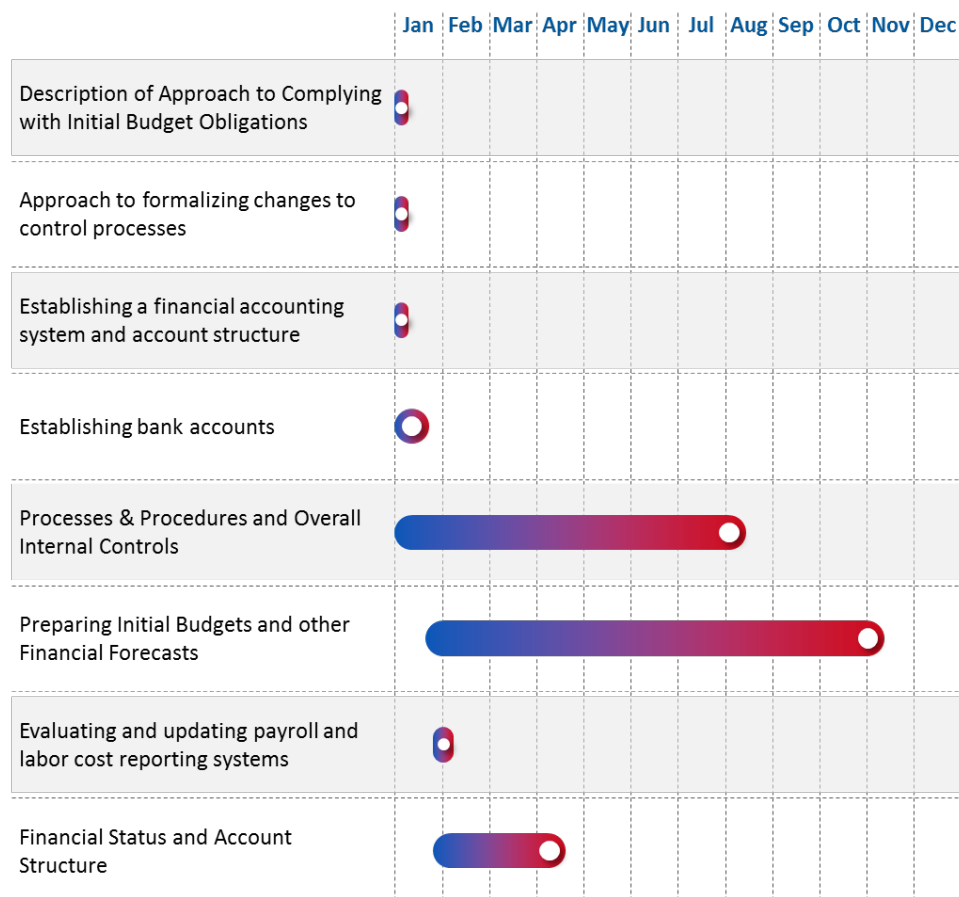 Jan Feb Mar Apr May Jun Jul Aug Sep Oct Nov Dec
Description of Approach to Complying
with Initial Budget Obligations
Approach to formalizing changes to
control processes
Establishing a financial accounting
system and account structure
Establishing bank accounts
Processes & Procedures and Overall
Internal Controls
Preparing Initial Budgets and other
Financial Forecasts
Evaluating and updating payroll and
labor cost reporting systems
Financial Status and Account
Structure